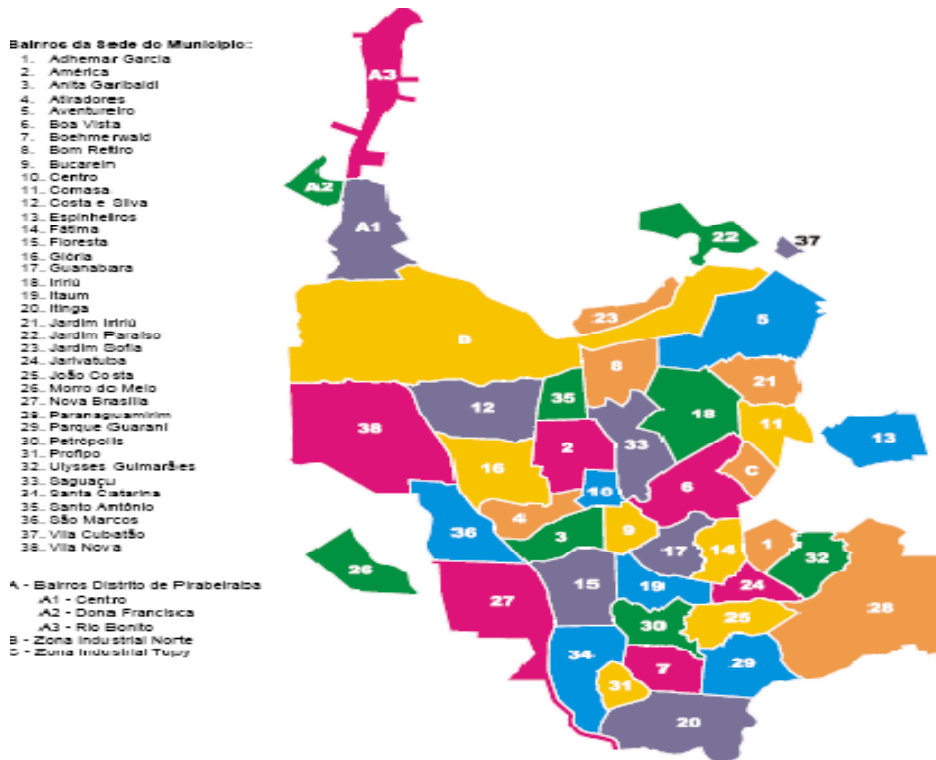 Bairros da Sede do Município:
1. Adhemar Garcia
2. América
3. Anita Garibaldi
4. Atiradores
5. Aventureiro
6. Boa Vista
7. Boehmerwald
8. Bom Retiro
9. Bucarein
10. Centro
11. Comasa
12. Costa e Silva
13. Espinheiros
14. Fátima
15. Floresta
16. Glória
17. Guanabara
18. Iririú
19. Itaum
20. Itinga
21. Jardim Iririú
22. Jardim Paraíso
23. Jardim Sofia
24. Jarivatuba
25. João Costa
26. Morro do Meio
27. Nova Brasília
28. Paranaguamirim
29. Parque Guarani
30. Petrópolis
31. Profipo
32. Ulysses Guimarães
33. Saguaçu
34. Santa Catarina
35. Santo Antônio
36. São Marcos
37. Vila Cubatão
38. Vila Nova
A - Bairros Distrito de Pirabeiraba
A1 - Centro
A2 - Dona Francisca
A3 - Rio Bonito
B - Zona Industrial Norte
C - Zona Industrial Tupy
A3
A2
A1
22
37
23
5
B
8
21
35
12
18
11
38
2
33
13
16
C
6
10
4
36
9
3
17
14
1
32
26
15
19
24
27
28
25
30
34
7
29
31
20